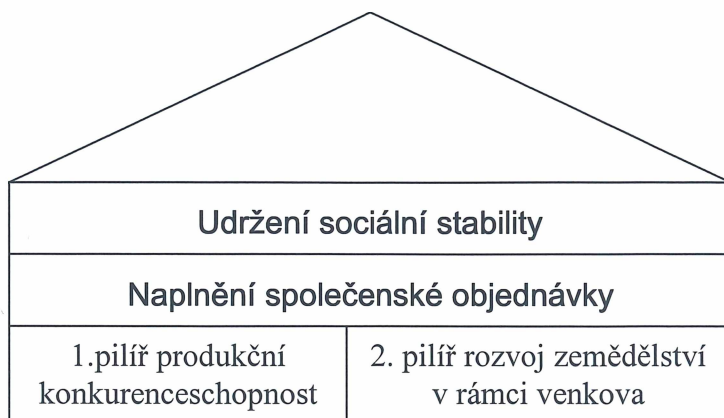 Udržení sociální stability
Naplnění společenské objednávky
1.pilíř produkční
konkurenceschopnost
2. pilíř rozvoj zemědělství
v rámci venkova